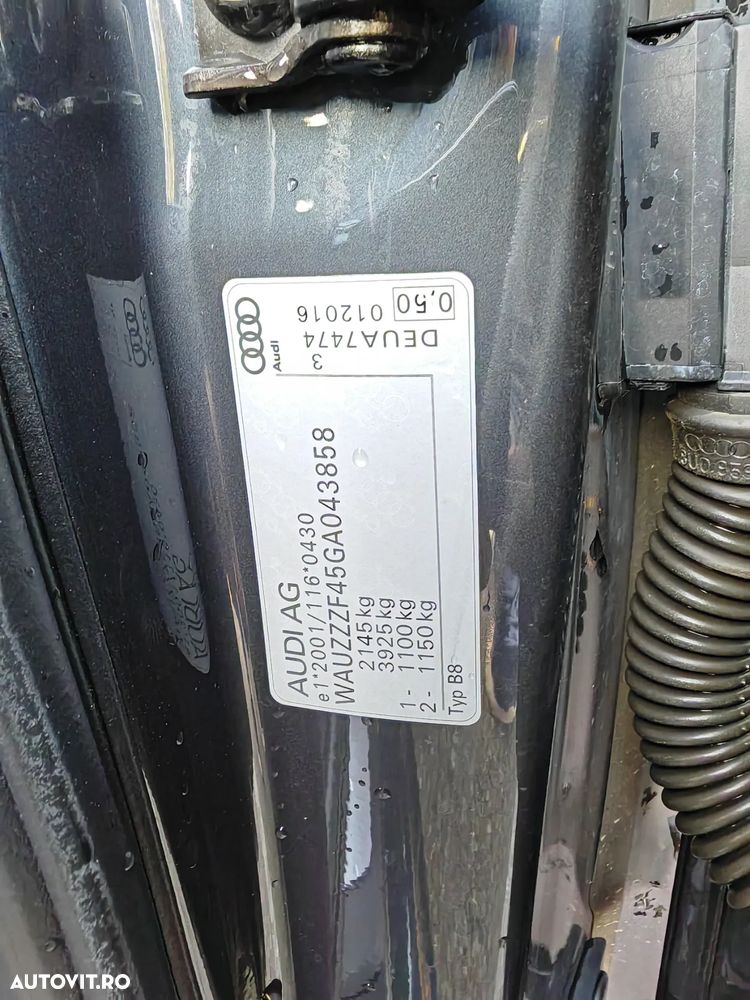 AUDI AG
e1*2001/116*0430
WAUZZZF45GA043858
2145kg
3925kg
1- 1100kg
2- 1150kg
Typ B8
Audi
3
DEUA7474
012016
0,50
AUTOVIT.RO